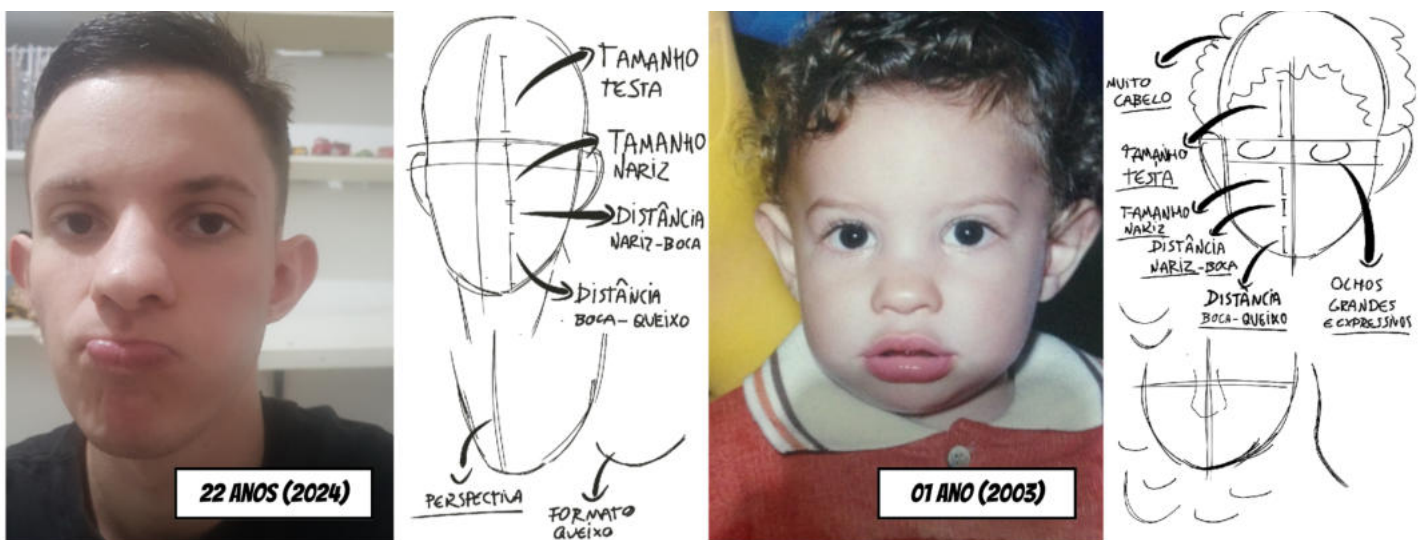 TAMANHO
TESTA
TAMANHO
NARIZ
DISTÂNCIA
NARIZ-BOCA
DISTÂNCIA
BOCA-QUEIXO
PERSPECTIVA
FORMATO
QUEIXO
22 ANOS (2024)
MUITO
CABELO
TAMANHO
TESTA
TAMANHO
NARIZ
DISTÂNCIA
NARIZ-BOCA
DISTÂNCIA
BOCA-QUEIXO
OLHOS
GRANDES
E EXPRESSIVOS
01 ANO (2003)